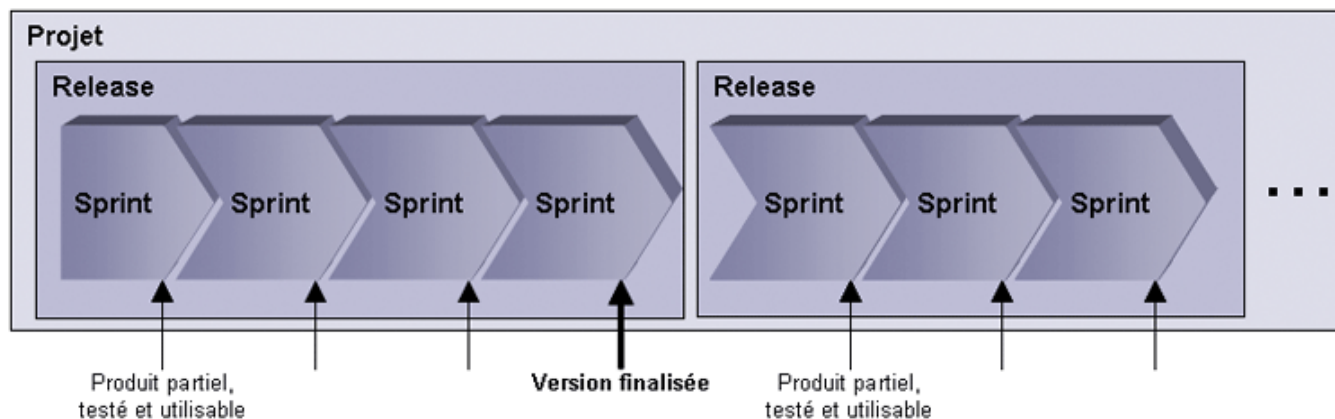 Projet
Release
Release
Sprint
Sprint
Sprint
Sprint
Sprint
Sprint
Sprint
...
Produit partiel,
testé et utilisable
Version finalisée
Produit partiel,
testé et utilisable